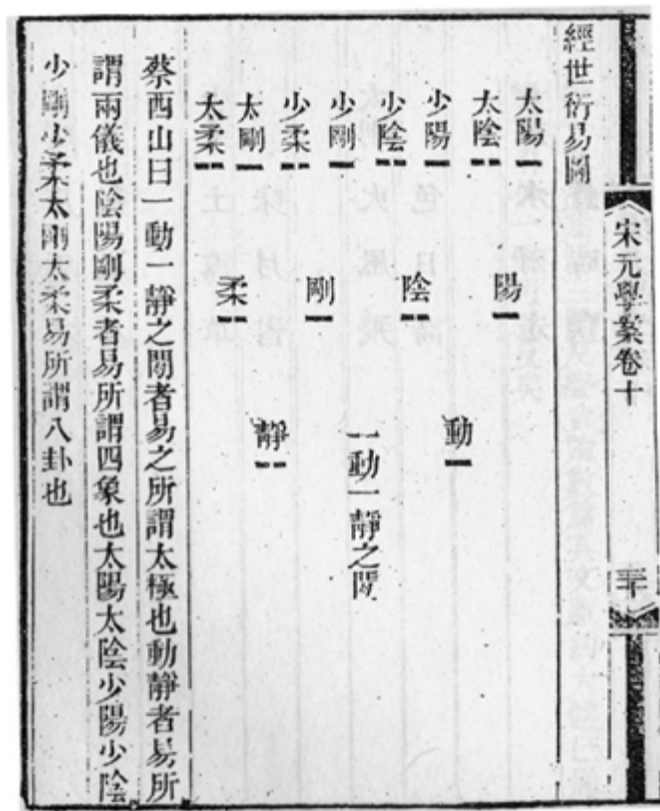 宋元學案卷十
經世衍易圖
太陽
太陰
少陽
少陰
少剛
少柔
太剛
太柔
陽
陰
剛
柔
動
一動一靜之閒
靜
蔡西山曰一動一靜之閒者易之所謂太極也動靜者易所
謂兩儀也陰陽剛柔者易所謂四象也太陽太陰少陽少陰
少剛少柔太剛太柔易所謂八卦也